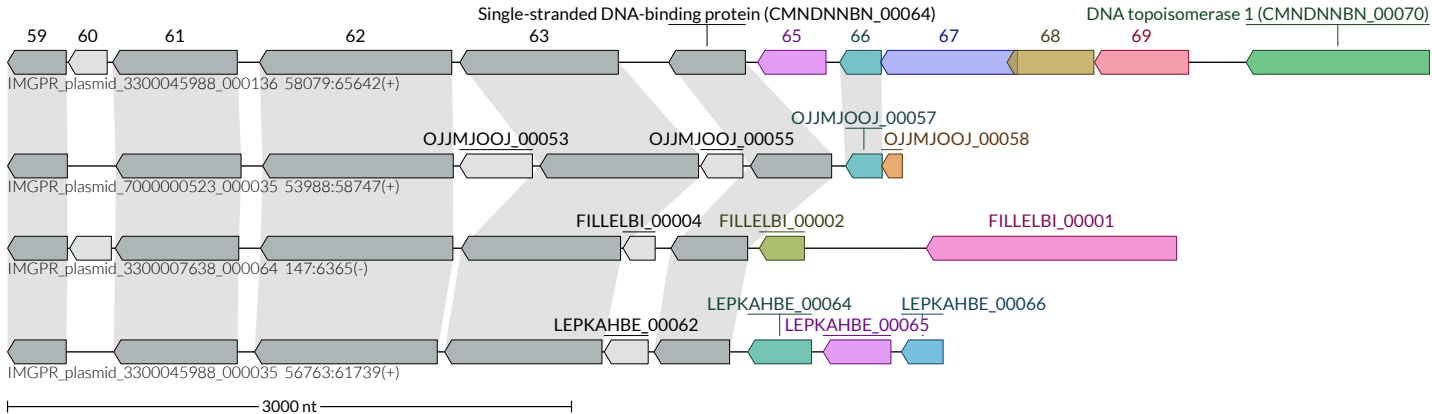 Single-stranded DNA-binding protein (CMNDNNBN_00064) DNA topoisomerase 1 (CMNDNNBN_00070)
59 60 61 62 63 65 66 67 68 69
IMGPR_plasmid_3300045988_000136 58079:65642(+)
OJJMJOOJ_00057
OJJMJOOJ_00053 OJJMJOOJ_00055 OJJMJOOJ_00058
IMGPR_plasmid_7000000523_000035 53988:58747(+)
FILLELBI_00004 FILLELBI_00002 FILLELBI_00001
IMGPR_plasmid_3300007638_000064 147:6365(-)
LEPKAHBE_00064 LEPKAHBE_00066
LEPKAHBE_00062 LEPKAHBE_00065
IMGPR_plasmid_3300045988_000035 56763:61739(+)
3000 nt